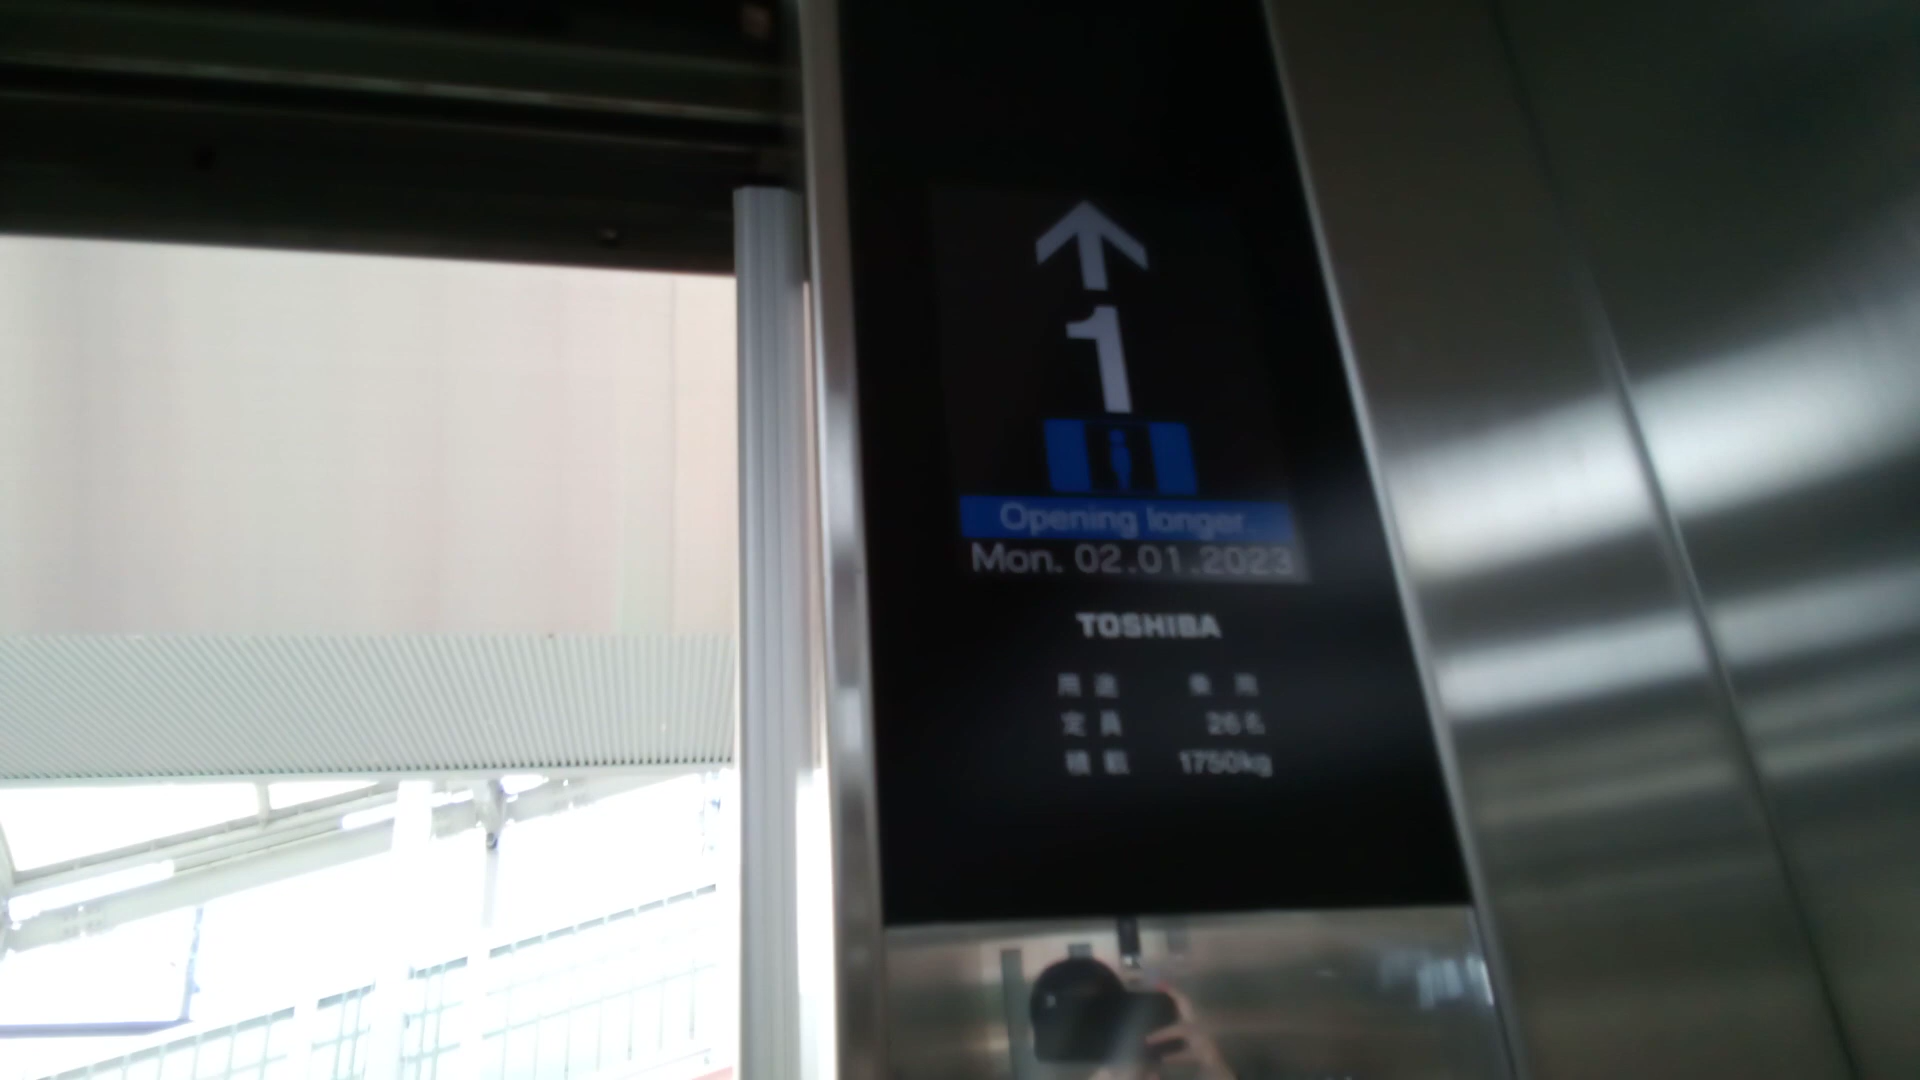 1
Opening longer.
Mon. 02.01.2023
TOSHIBA
用途 乗用
定員 26名
積載 1750kg